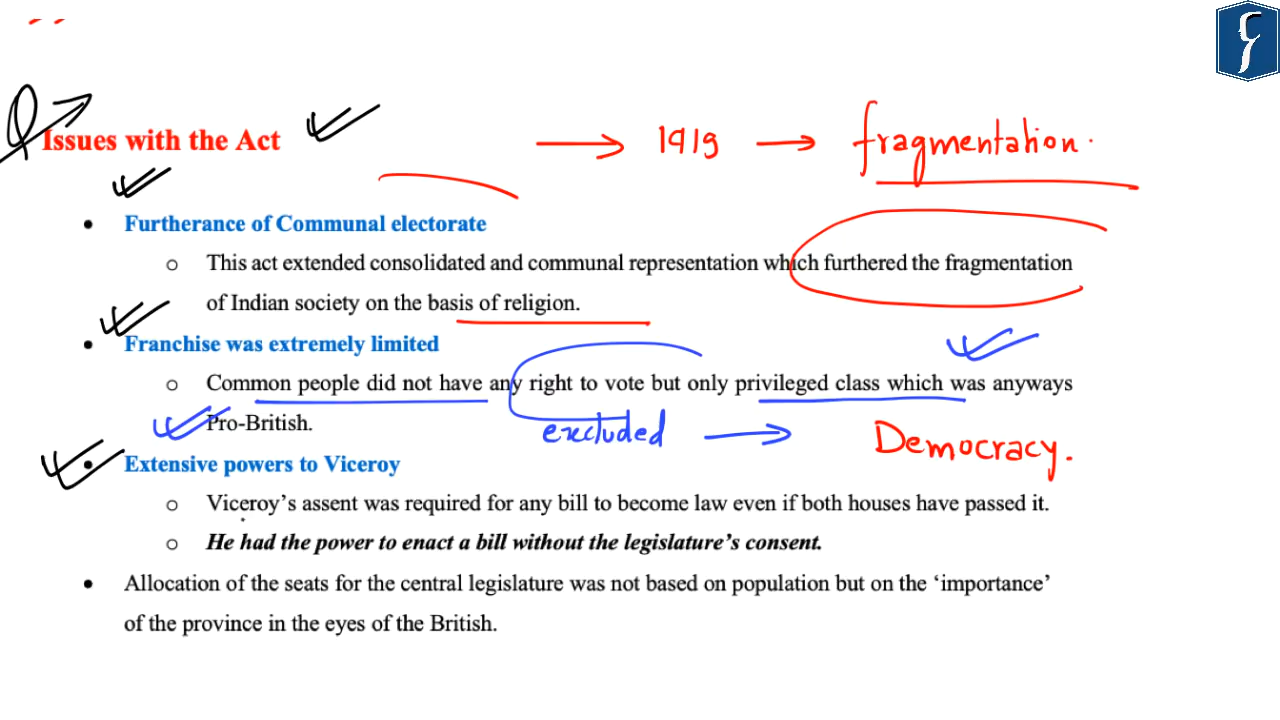 Issues with the Act → 1919 → fragmentation.
• Furtherance of Communal electorate
o This act extended consolidated and communal representation which furthered the fragmentation
of Indian society on the basis of religion.
• Franchise was extremely limited
o Common people did not have any right to vote but only privileged class which was anyways
Pro-British.
excluded → Democracy.
• Extensive powers to Viceroy
o Viceroy’s assent was required for any bill to become law even if both houses have passed it.
o He had the power to enact a bill without the legislature’s consent.
• Allocation of the seats for the central legislature was not based on population but on the ‘importance’
of the province in the eyes of the British.